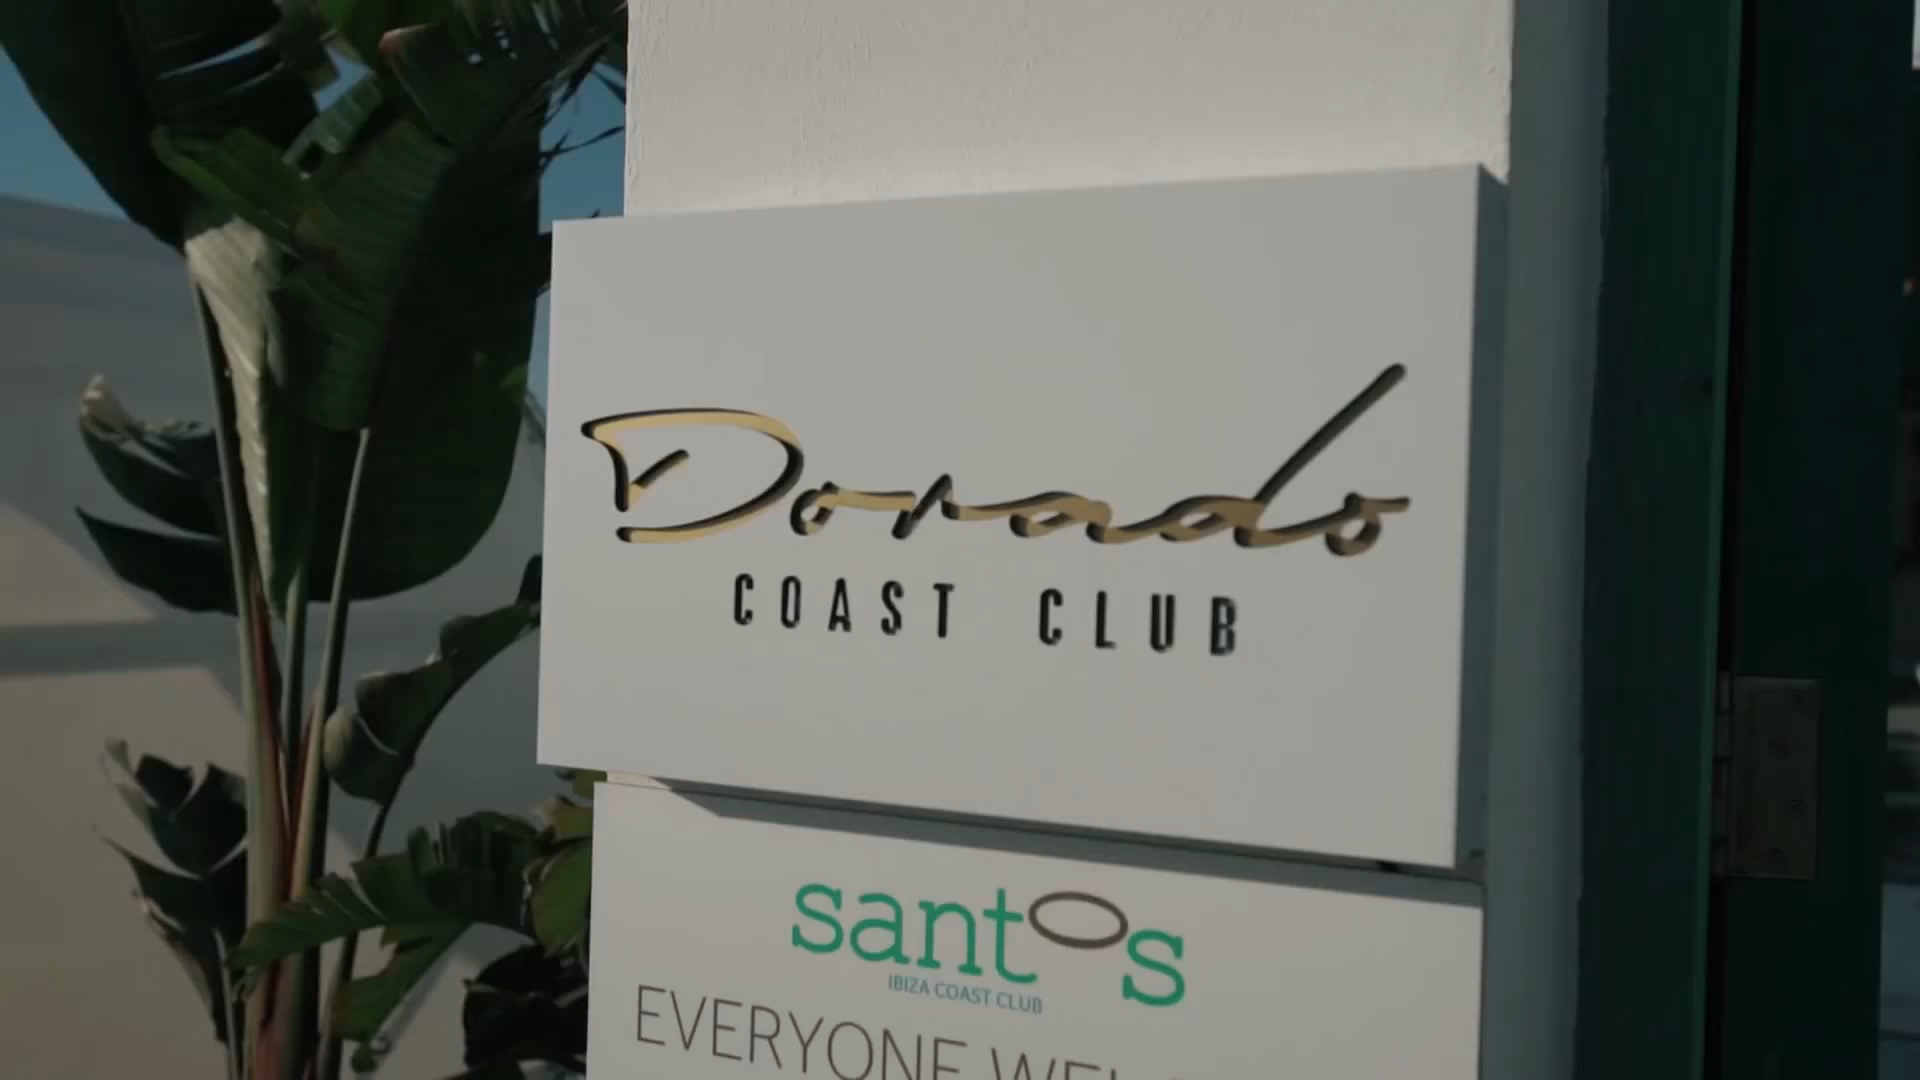 Dorado
COAST CLUB
santos
IBIZA COAST CLUB
EVERYONE